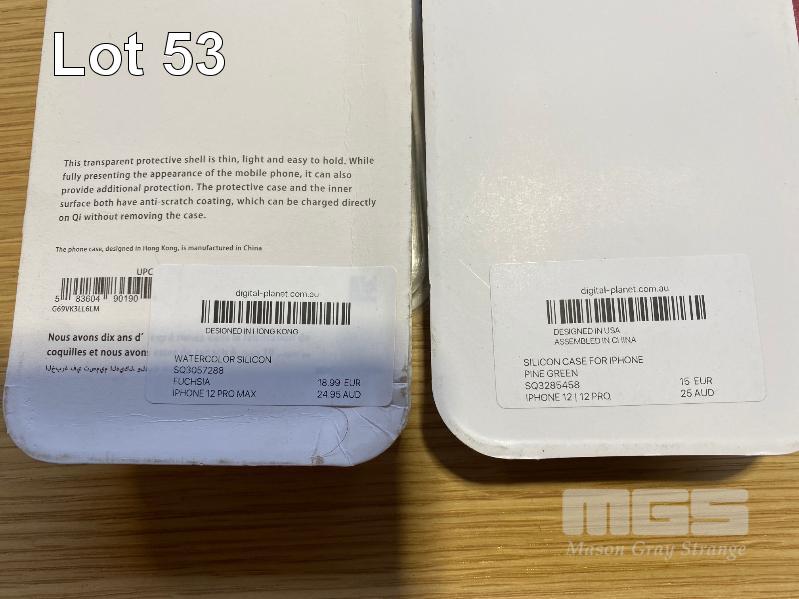 Lot 53
This transparent protective shell is thin, light and easy to hold. While
fully presenting the appearance of the mobile phone, it can also
provide additional protection. The protective case and the inner
surface both have anti-scratch coating, which can be charged directly
on Qi without removing the case.
The phone case, designed in Hong Kong, is manufactured in China
UPC
5 83604 90190
G69VK3LL6LM
Nous avons dix ans d'
coquilles et nous avons
digital-planet.com.au
DESIGNED IN HONG KONG
WATERCOLOR SILICON
SQ3057288
FUCHSIA 18.99 EUR
IPHONE 12 PRO MAX 24.95 AUD
digital-planet.com.au
DESIGNED IN USA
ASSEMBLED IN CHINA
SILICON CASE FOR IPHONE
PINE GREEN
SQ3285458 15 EUR
IPHONE 12 | 12 PRO 25 AUD
MGS
Mason Gray Strange